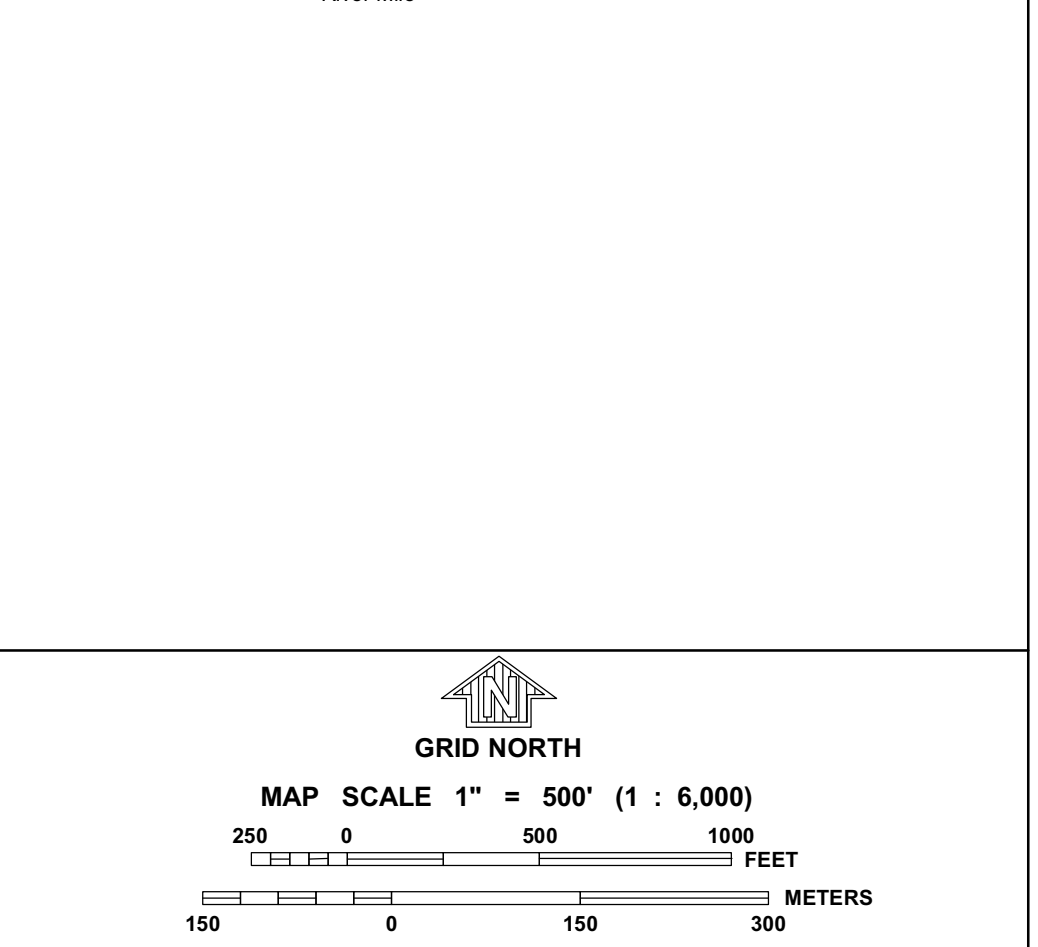 N
GRID NORTH
MAP SCALE 1" = 500' (1 : 6,000)
250 0 500 1000
FEET
METERS
150 0 150 300